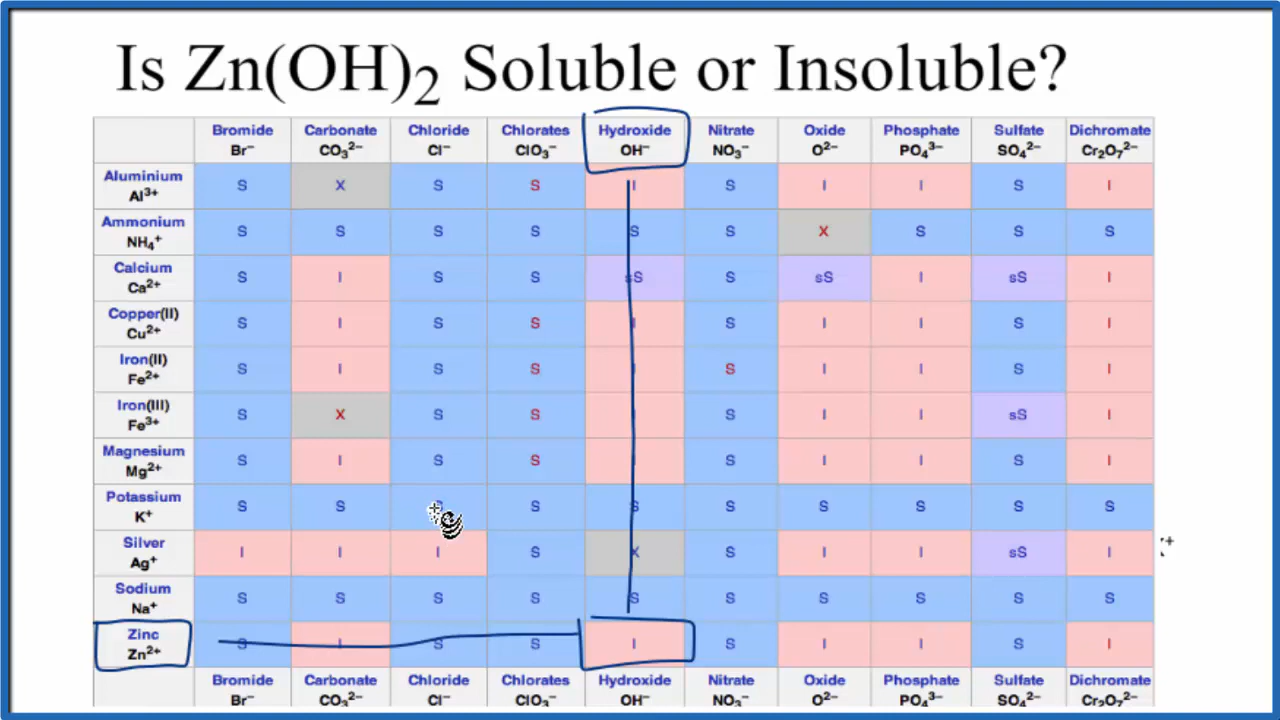 Is Zn(OH)₂ Soluble or Insoluble?
Bromide Carbonate Chloride Chlorates Hydroxide Nitrate Oxide Phosphate Sulfate Dichromate
Br⁻ CO₃²⁻ Cl⁻ ClO₃⁻ OH⁻ NO₃⁻ O²⁻ PO₄³⁻ SO₄²⁻ Cr₂O₇²⁻
Aluminium
Al³⁺ S X S S I S I I S I
Ammonium
NH₄⁺ S S S S S S X S S S
Calcium
Ca²⁺ S I S S sS S sS I sS I
Copper(II)
Cu²⁺ S I S S I S I I S I
Iron(II)
Fe²⁺ S I S S I S I I S I
Iron(III)
Fe³⁺ S X S S I S I I sS I
Magnesium
Mg²⁺ S I S S I S I I S I
Potassium
K⁺ S S S S S S S S S S
Silver
Ag⁺ I I I S X S I I sS I
Sodium
Na⁺ S S S S S S S S S S
Zinc
Zn²⁺ S I S S I S I I S I
Bromide Carbonate Chloride Chlorates Hydroxide Nitrate Oxide Phosphate Sulfate Dichromate
Br⁻ CO₃²⁻ Cl⁻ ClO₃⁻ OH⁻ NO₃⁻ O²⁻ PO₄³⁻ SO₄²⁻ Cr₂O₇²⁻